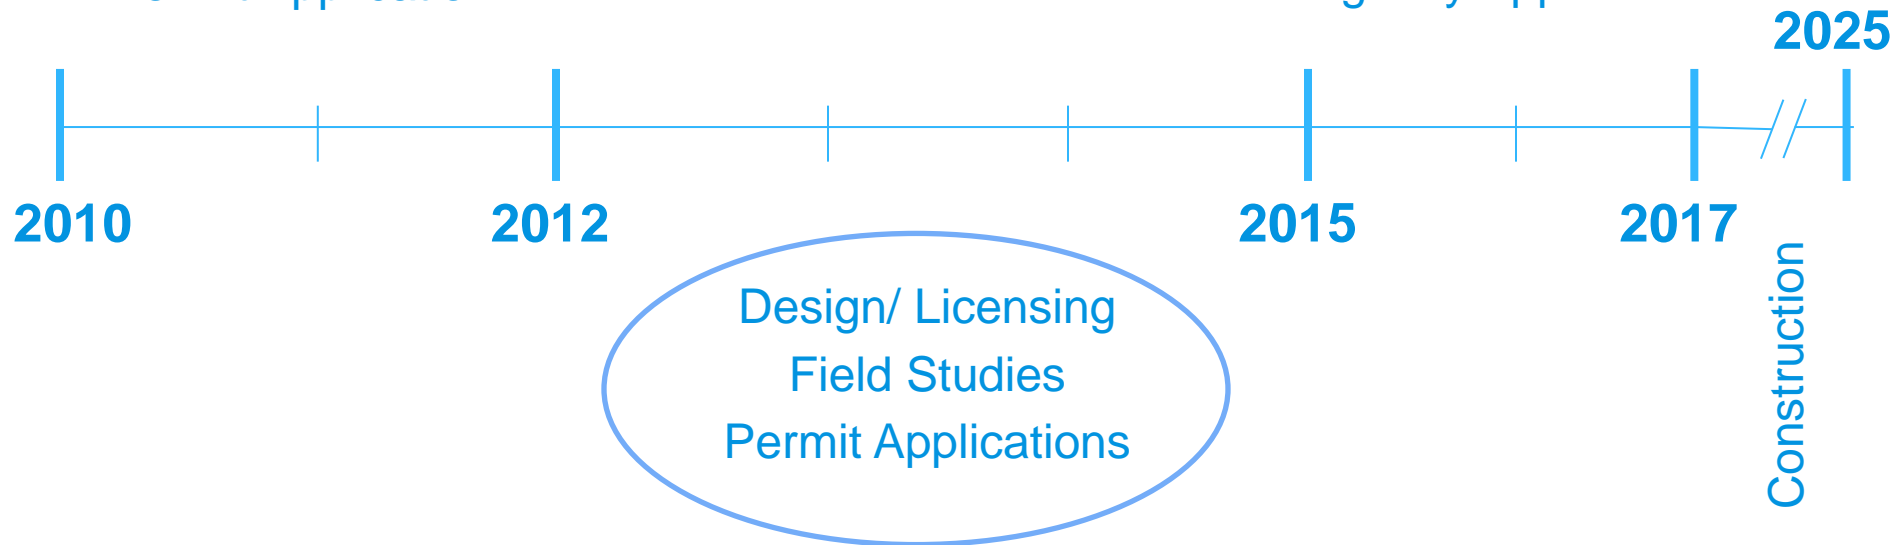 2025
2010
2012
2015
2017
Design/ Licensing
Field Studies
Permit Applications
Construction